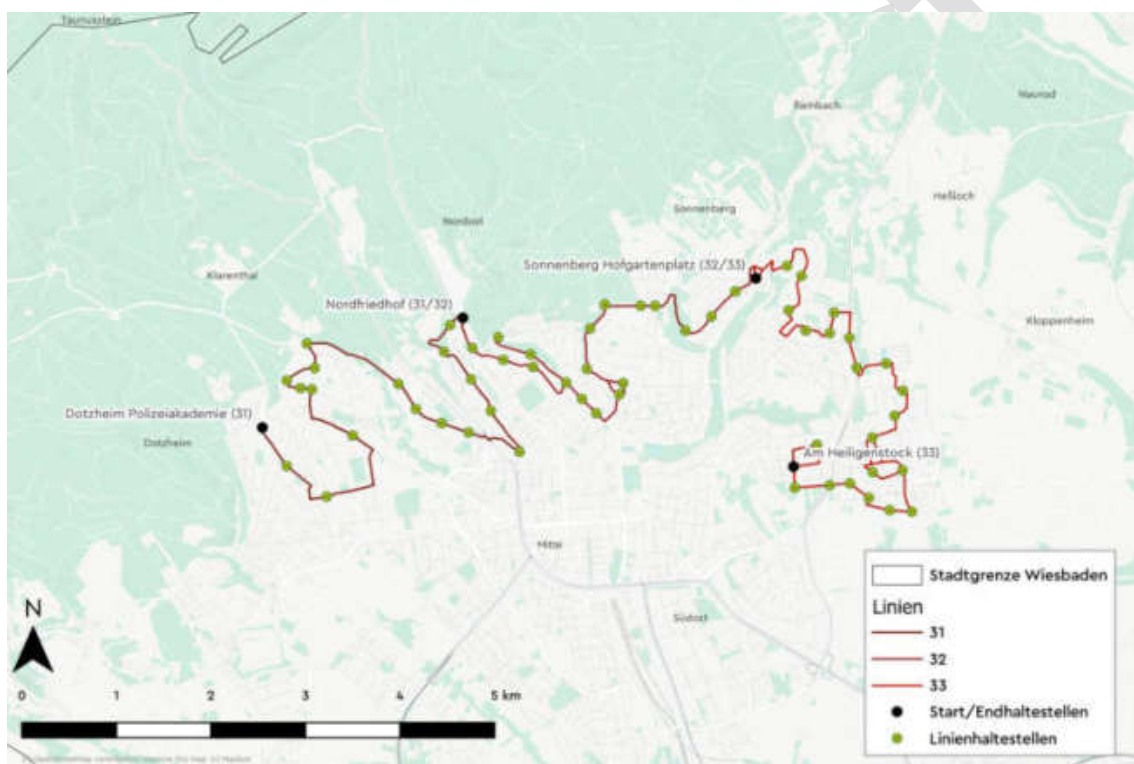 Taunusstein
Naurod
Rambach
Heßloch
Sonnenberg
Nordost
Sonnenberg Hofgartenplatz (32/33)
Klarenthal
Nordfriedhof (31/32)
Kloppenheim
Dotzheim Polizeiakademie (31)
Dotzheim
Am Heiligenstock (33)
Mitte
Südost
Stadtgrenze Wiesbaden
Linien
31
32
33
Start/Endhaltestellen
Linienhaltestellen
N
0 1 2 3 4 5 km